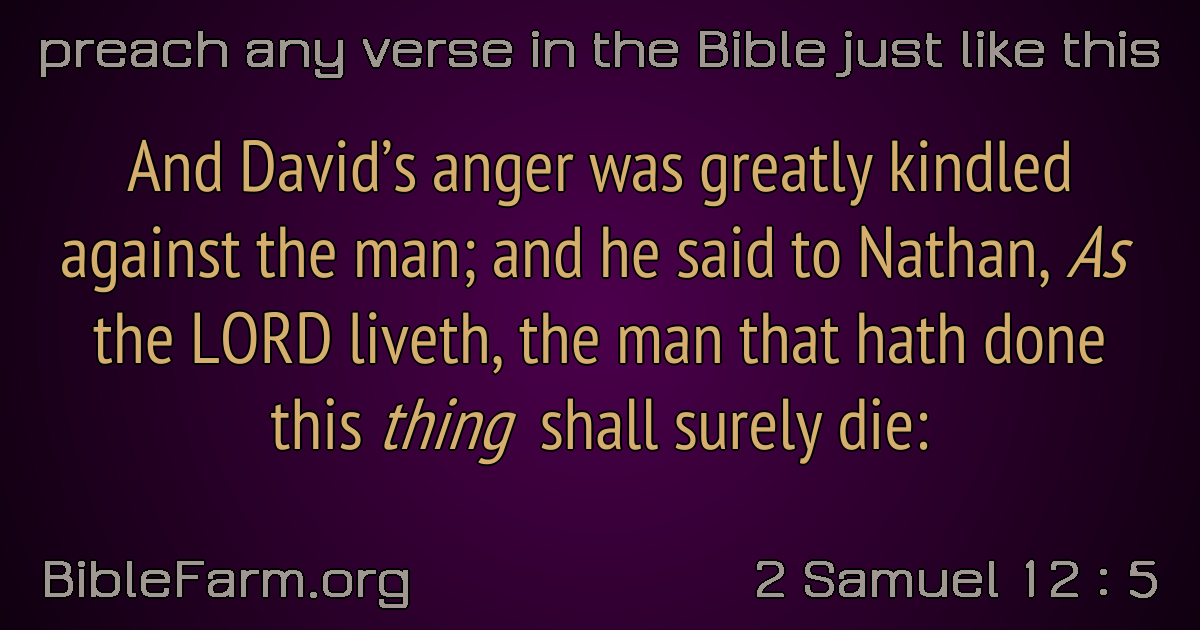 preach any verse in the Bible just like this
And David’s anger was greatly kindled
against the man; and he said to Nathan, As
the LORD liveth, the man that hath done
this thing shall surely die:
BibleFarm.org
2 Samuel 12 : 5